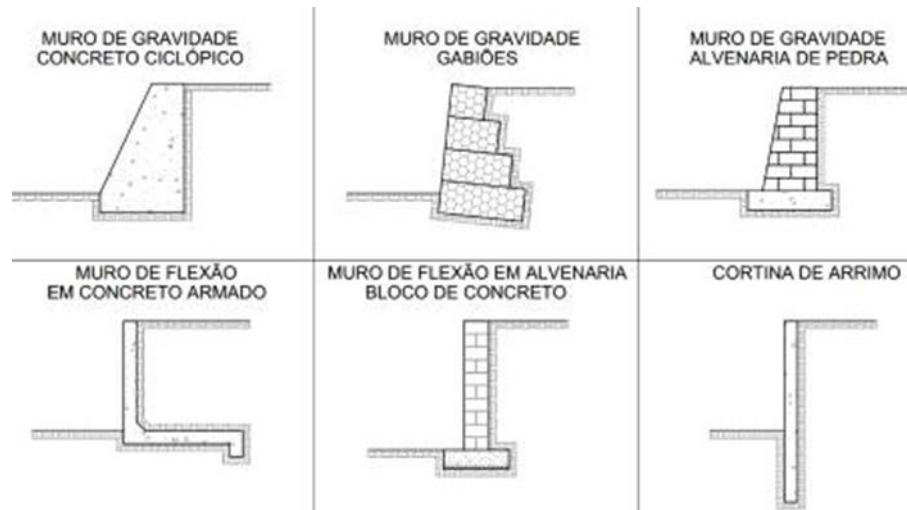 MURO DE GRAVIDADE
CONCRETO CICLÓPICO
MURO DE GRAVIDADE
GABIÕES
MURO DE GRAVIDADE
ALVENARIA DE PEDRA
MURO DE FLEXÃO
EM CONCRETO ARMADO
MURO DE FLEXÃO EM ALVENARIA
BLOCO DE CONCRETO
CORTINA DE ARRIMO